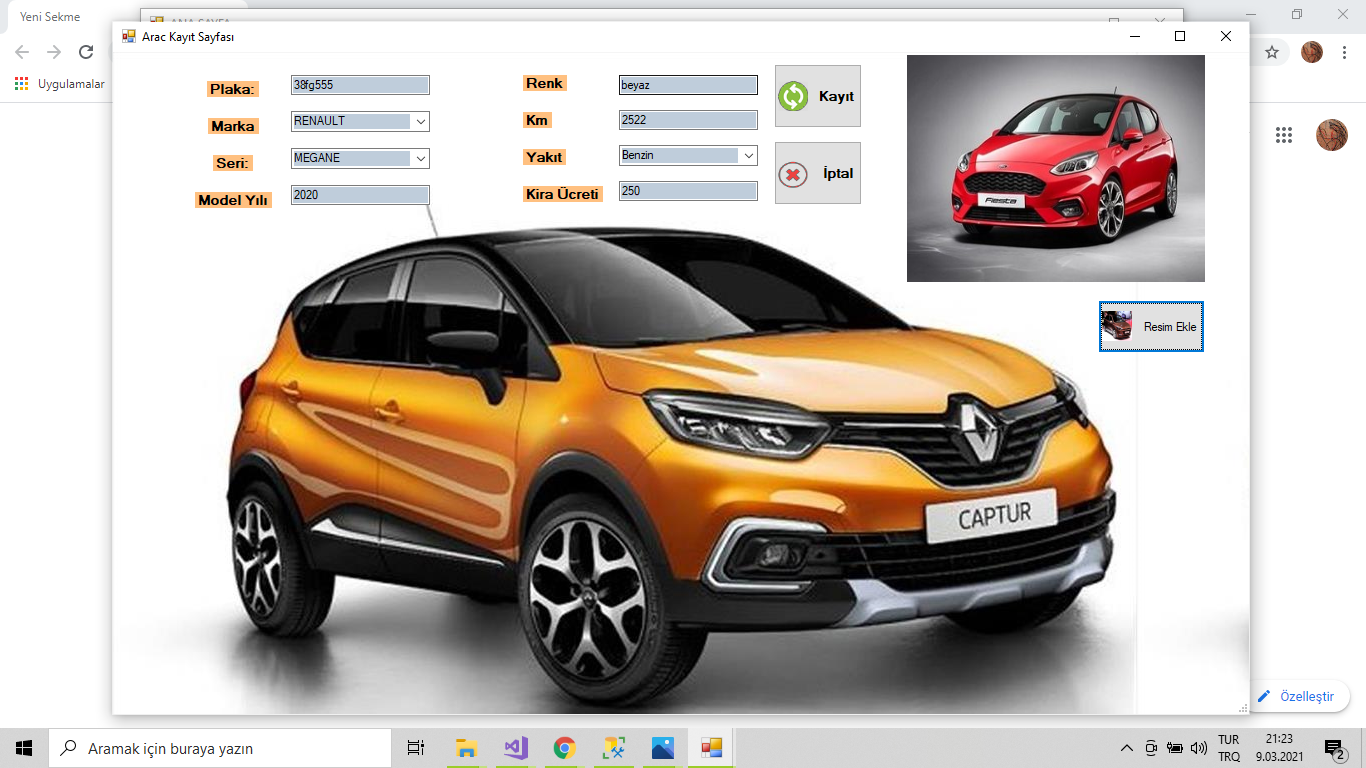 Yeni Sekme
ANA SAYFA
Arac Kayıt Sayfası
Uygulamalar
Plaka:
38fg555
Marka
RENAULT
Seri:
MEGANE
Model Yılı
2020
Renk
beyaz
Km
2522
Yakıt
Benzin
Kira Ücreti
250
Kayıt
İptal
Fiesta
Resim Ekle
CAPTUR
Özelleştir
Aramak için buraya yazın
TUR
TRQ
21:23
9.03.2021
2